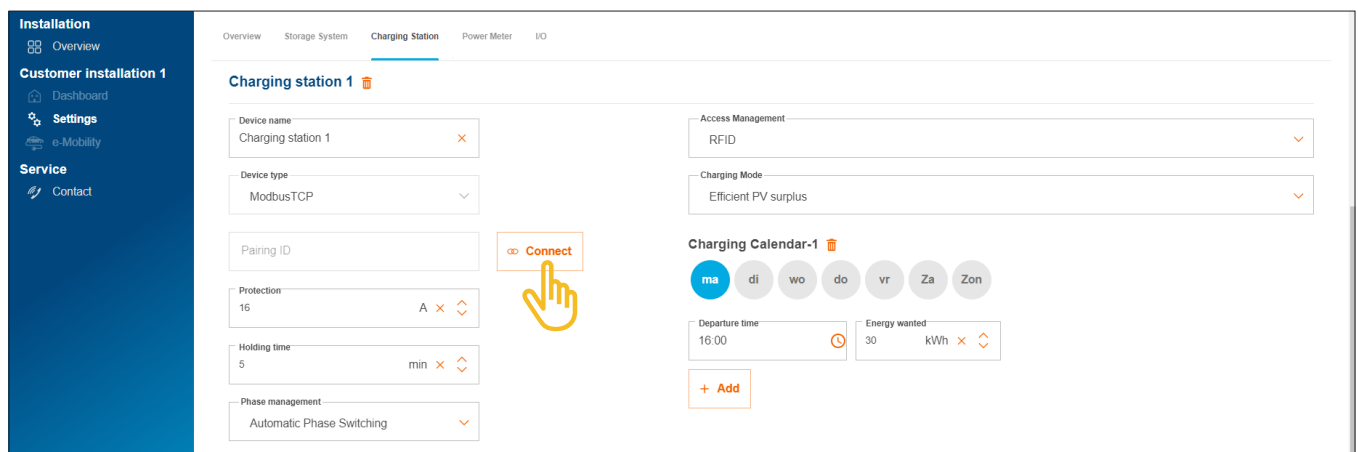 Installation
Overview
Customer installation 1
Dashboard
Settings
e-Mobility
Service
Contact
Overview Storage System Charging Station Power Meter I/O
Charging station 1
Device name
Charging station 1
Device type
ModbusTCP
Pairing ID
Connect
Protection
16 A
Holding time
5 min
Phase management
Automatic Phase Switching
Access Management
RFID
Charging Mode
Efficient PV surplus
Charging Calendar-1
ma di wo do vr Za Zon
Departure time
16:00
Energy wanted
30 kWh
+ Add